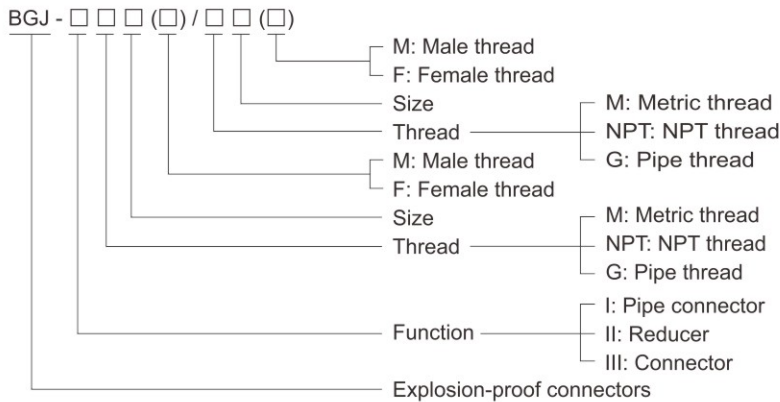 BGJ - □ □ □ (□) / □ □ (□)
M: Male thread
F: Female thread
Size
M: Metric thread
Thread
NPT: NPT thread
G: Pipe thread
M: Male thread
F: Female thread
Size
M: Metric thread
Thread
NPT: NPT thread
G: Pipe thread
I: Pipe connector
Function
II: Reducer
III: Connector
Explosion-proof connectors